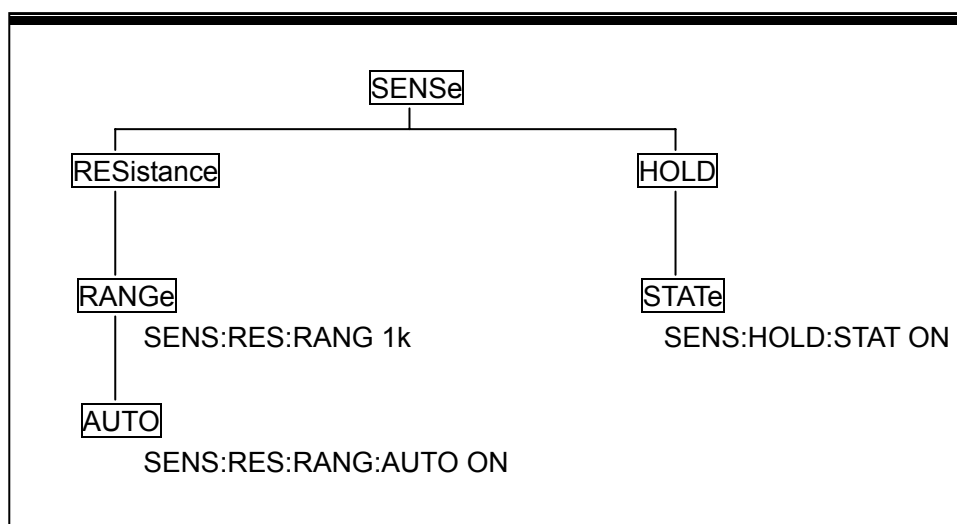 SENSe
RESistance
HOLD
RANGe
STATe
SENS:RES:RANG 1k
SENS:HOLD:STAT ON
AUTO
SENS:RES:RANG:AUTO ON